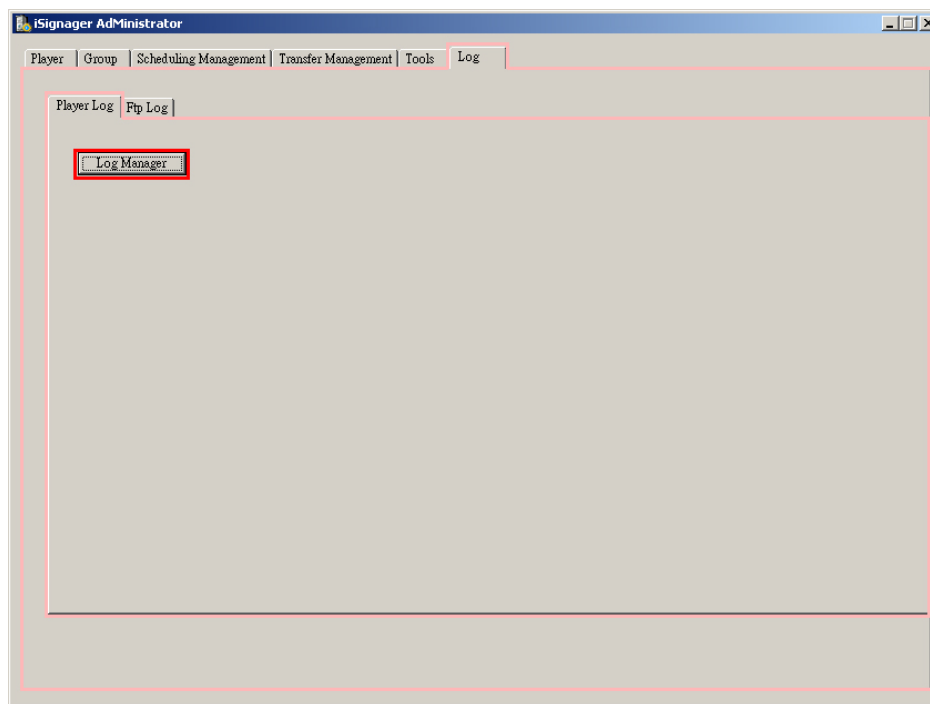 iSignager AdMinistrator
Player Group Scheduling Management Transfer Management Tools Log
Player Log Ftp Log
Log Manager